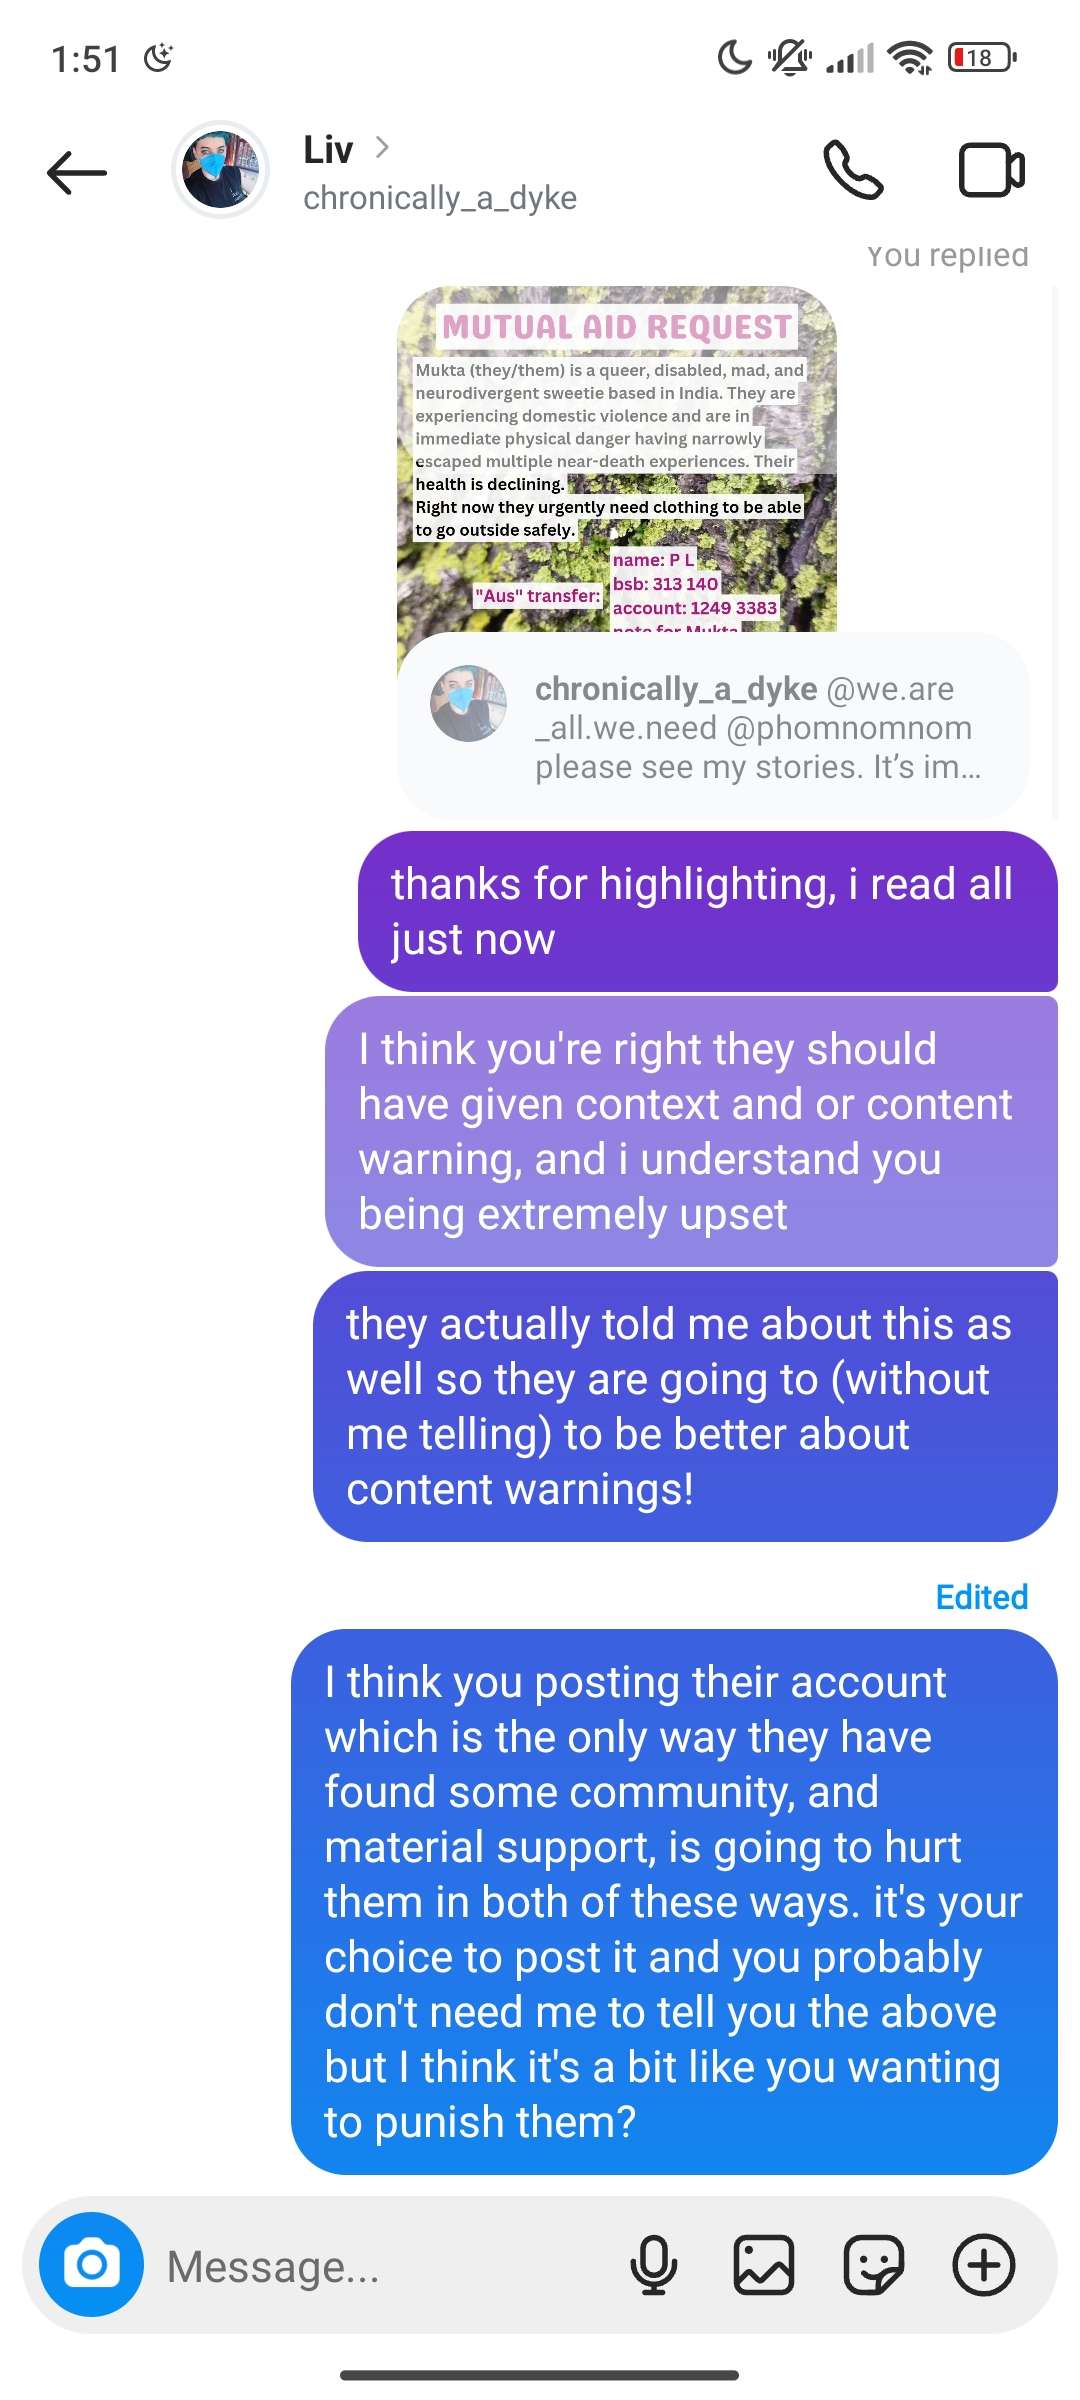 1:51
18
Liv
chronically_a_dyke
You replied
MUTUAL AID REQUEST
Mukta (they/them) is a queer, disabled, mad, and
neurodivergent sweetie based in India. They are
experiencing domestic violence and are in
immediate physical danger having narrowly
escaped multiple near-death experiences. Their
health is declining.
Right now they urgently need clothing to be able
to go outside safely.
"Aus" transfer:
name: P L
bsb: 313 140
account: 1249 3383
note for Mukta
chronically_a_dyke @we.are
_all.we.need @phomnomnom
please see my stories. It’s im...
thanks for highlighting, i read all
just now
I think you're right they should
have given context and or content
warning, and i understand you
being extremely upset
they actually told me about this as
well so they are going to (without
me telling) to be better about
content warnings!
Edited
I think you posting their account
which is the only way they have
found some community, and
material support, is going to hurt
them in both of these ways. it's your
choice to post it and you probably
don't need me to tell you the above
but I think it's a bit like you wanting
to punish them?
Message...